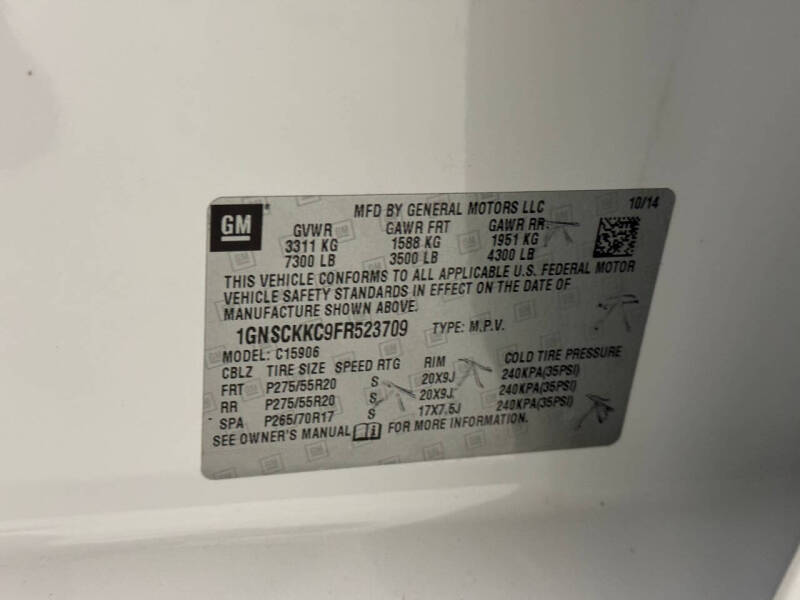 GM
MFD BY GENERAL MOTORS LLC 10/14
GVWR GAWR FRT GAWR RR
3311 KG 1588 KG 1951 KG
7300 LB 3500 LB 4300 LB
THIS VEHICLE CONFORMS TO ALL APPLICABLE U.S. FEDERAL MOTOR
VEHICLE SAFETY STANDARDS IN EFFECT ON THE DATE OF
MANUFACTURE SHOWN ABOVE.
1GNSCKKC9FR523709 TYPE: M.P.V.
MODEL: C15906
CBLZ TIRE SIZE SPEED RTG RIM COLD TIRE PRESSURE
FRT P275/55R20 S 20X9J 240KPA(35PSI)
RR P275/55R20 S 20X9J 240KPA(35PSI)
SPA P265/70R17 S 17X7.5J 240KPA(35PSI)
SEE OWNER'S MANUAL FOR MORE INFORMATION.